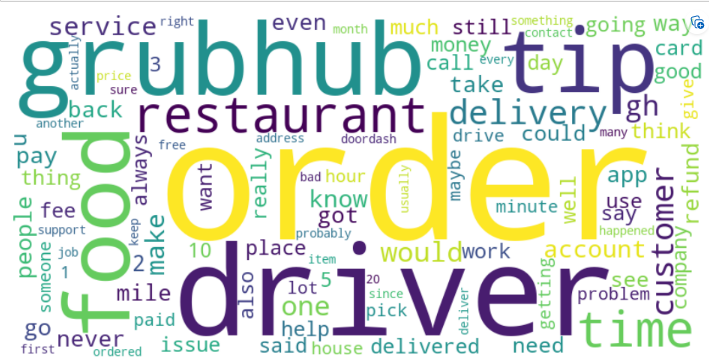 service right even much still something contact going way
grubhub tip
actually price sure 3 money call every day card good
back restaurant take delivery gh give
another free address doordash drive could many think
u pay food always want order really bad hour usually maybe well app refund
thing know got minute use say customer company
people fee support keep make probably happened
someone job 1 2 10 place item would work account
driver
mile also lot 5 20 since pick deliver getting see problem
go never paid one help time
first ordered issue said house delivered need
month